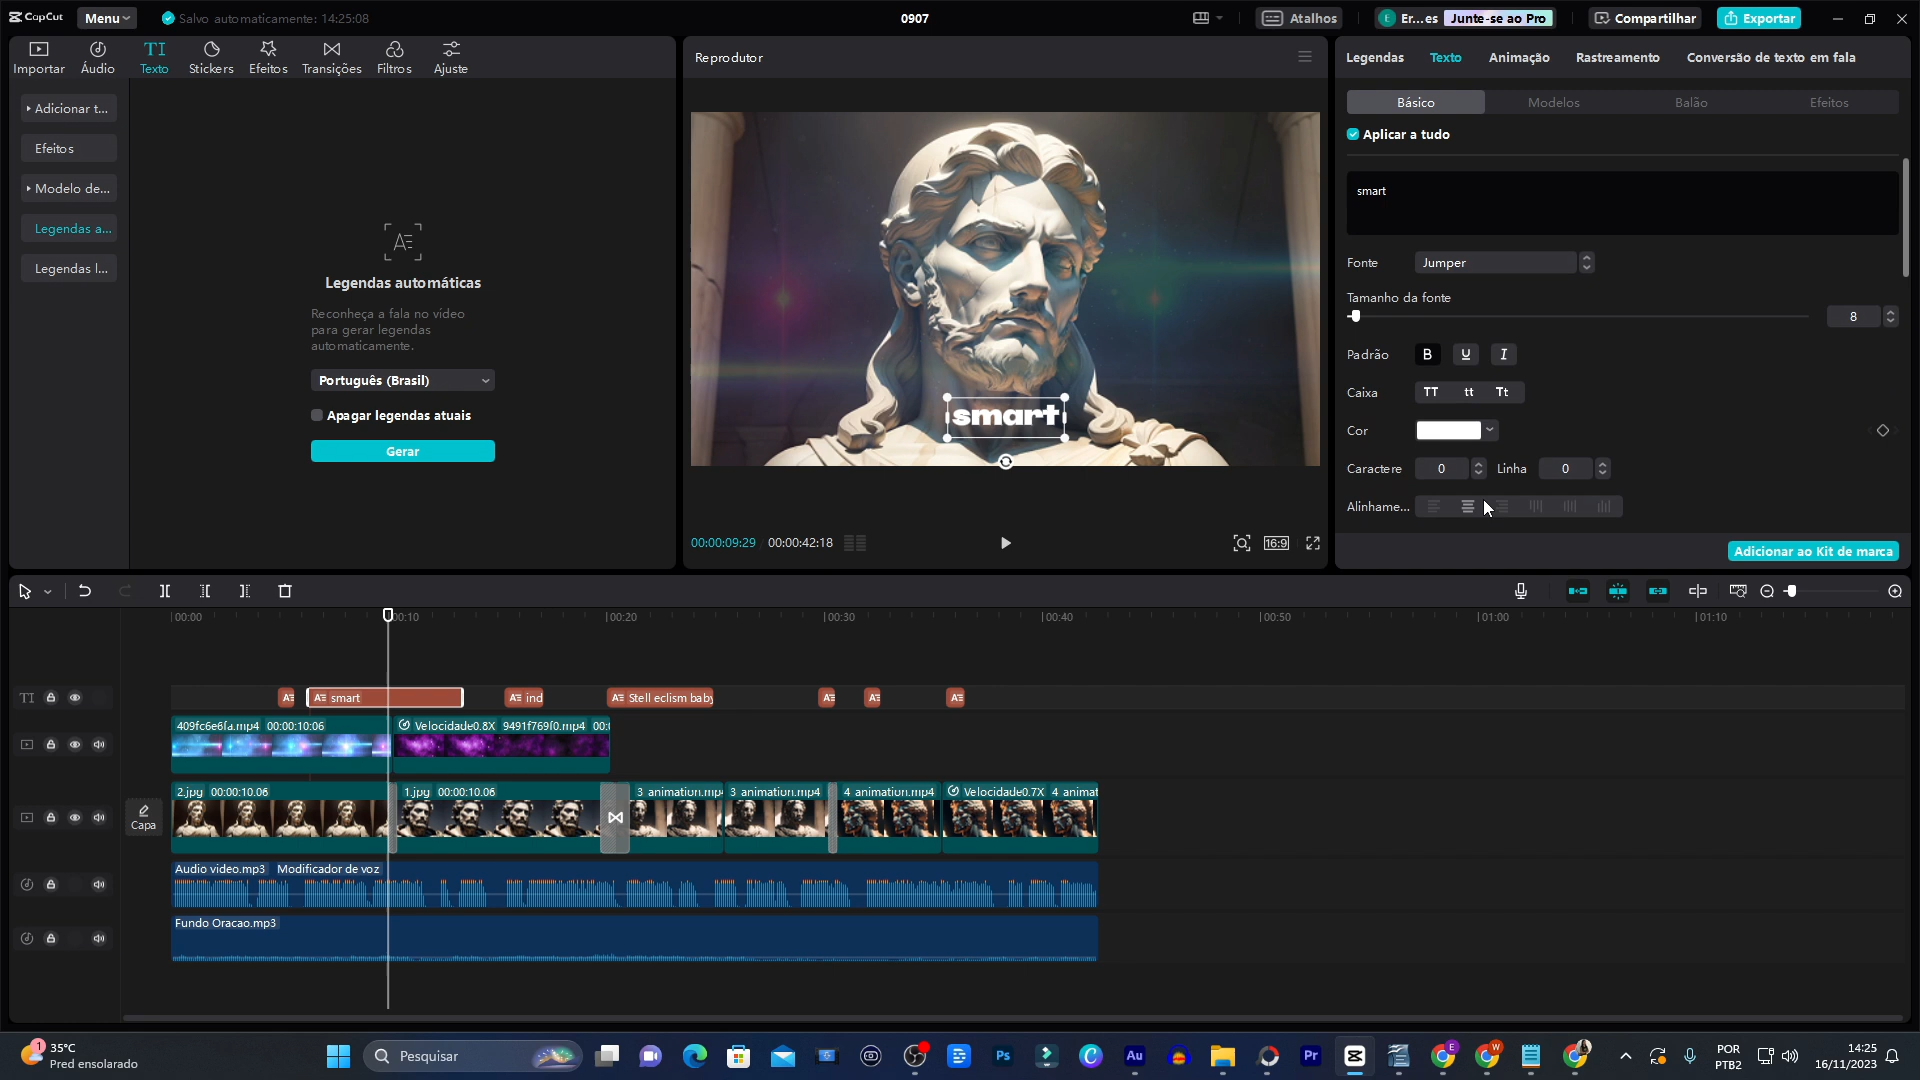 CapCut
Menu
Salvo automaticamente: 14:25:08
0907
Atalhos
Er...es
Junte-se ao Pro
Compartilhar
Exportar
Importar
Áudio
TI
Texto
Stickers
Efeitos
Transições
Filtros
Ajuste
Reprodutor
Legendas
Texto
Animação
Rastreamento
Conversão de texto em fala
Adicionar t...
Efeitos
Modelo de...
Legendas a...
Legendas l...
A
Legendas automáticas
Reconheça a fala no vídeo
para gerar legendas
automaticamente.
Português (Brasil)
Apagar legendas atuais
Gerar
smart
00:00:09:29
00:00:42:18
16:9
Básico
Modelos
Balão
Efeitos
Aplicar a tudo
smart
Fonte
Jumper
Tamanho da fonte
8
Padrão
B U I
Caixa
TT tt Tt
Cor
Caractere
0
Linha
0
Alinhame...
Adicionar ao Kit de marca
00:00
00:10
00:20
00:30
00:40
00:50
01:00
01:10
TI
A
A smart
A ind
A Stell eclism baby
A
A
A
409fc6e6fa.mp4 00:00:10:06
Velocidade0.8X 9491f769f0.mp4 00:
Capa
2.jpg 00:00:10:06
1.jpg 00:00:10:06
3 animation.mp4
3 animation.mp4
4 animation.mp4
Velocidade0.7X 4 animat
Audio video.mp3 Modificador de voz
Fundo Oracao.mp3
1
35°C
Pred ensolarado
Pesquisar
Ps
Au
Pr
E
W
POR
PTB2
14:25
16/11/2023